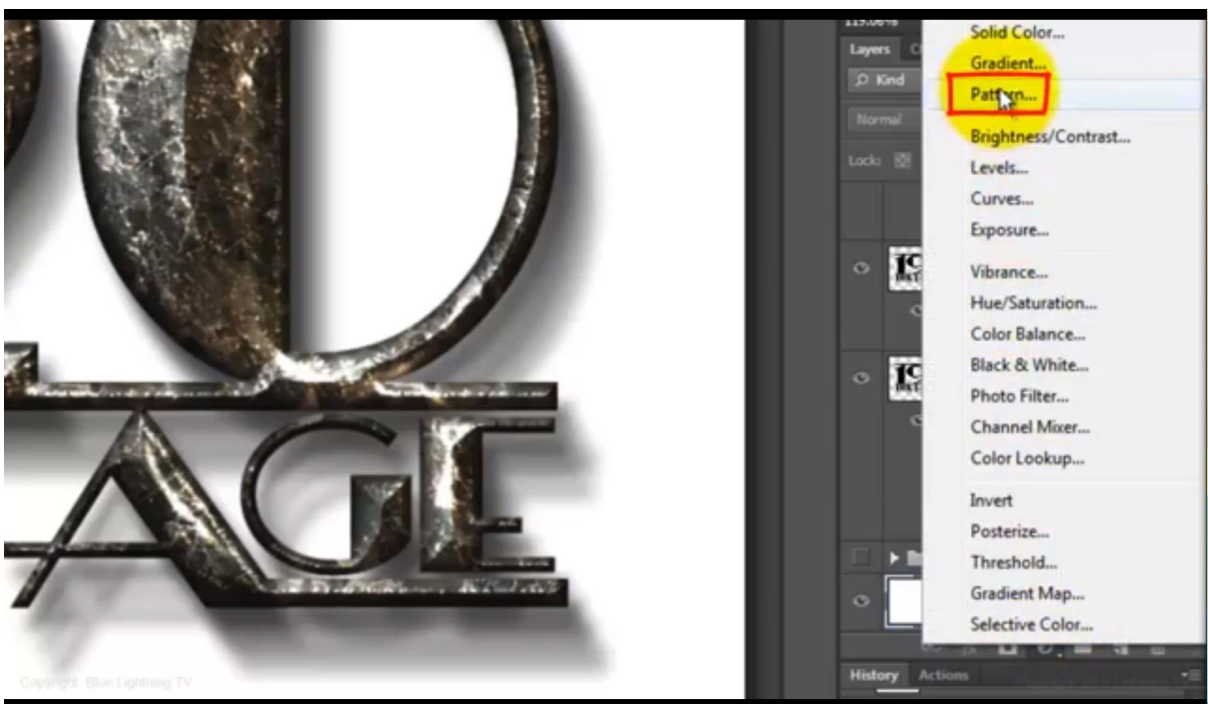 119.06%
Layers
Kind
Normal
Lock:
Solid Color...
Gradient...
Pattern...
Brightness/Contrast...
Levels...
Curves...
Exposure...
Vibrance...
Hue/Saturation...
Color Balance...
Black & White...
Photo Filter...
Channel Mixer...
Color Lookup...
Invert
Posterize...
Threshold...
Gradient Map...
Selective Color...
History Actions
AGE
Copyright Blue Lightning TV